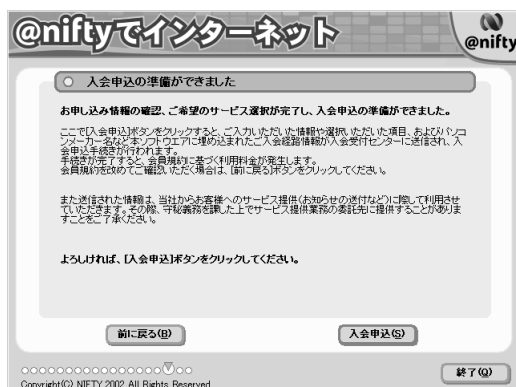 @niftyでインターネット
@nifty
入会申込の準備ができました
お申し込み情報の確認、ご希望のサービス選択が完了し、入会申込の準備ができました。
ここで[入会申込]ボタンをクリックすると、ご入力いただいた情報や選択いただいた項目、およびパソコ
ンメーカー名など本ソフトウエアに埋め込まれたご入会経路情報が入会受付センターに送信され、入
会申込手続きが行われます。
手続きが完了すると、会員規約に基づく利用料金が発生します。
会員規約を改めてご確認いただく場合は、[前に戻る]ボタンをクリックしてください。
また送信された情報は、当社からお客様へのサービス提供(お知らせの送付など)に際して利用させ
ていただきます。その際、守秘義務を課した上でサービス提供業務の委託先に提供することがありま
すことをご了承ください。
よろしければ、[入会申込]ボタンをクリックしてください。
前に戻る(B)
入会申込(S)
終了(Q)
Copyright(C) NIFTY 2002 All Rights Reserved